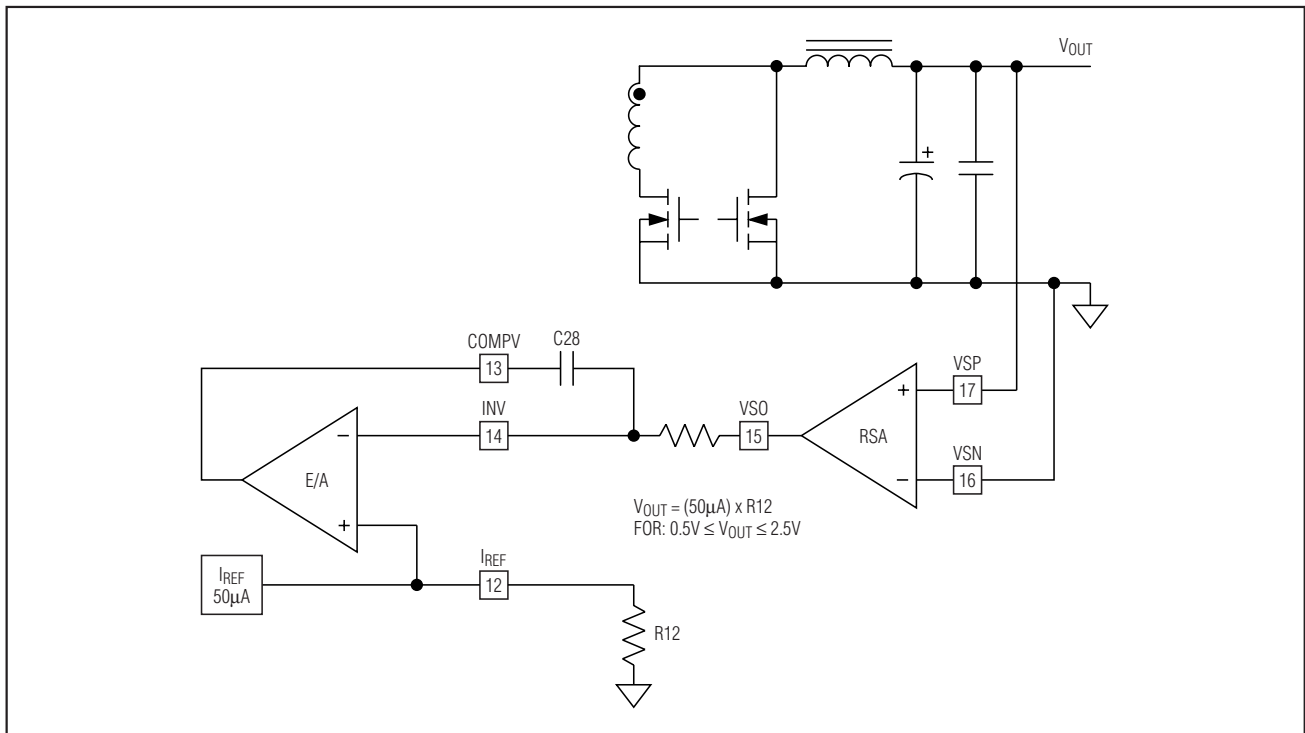 VOUT
COMPV
13
C28
INV
14
VSO
15
VSP
17
RSA
VSN
16
E/A
+
−
+
−
+
VOUT = (50μA) x R12
FOR: 0.5V ≤ VOUT ≤ 2.5V
IREF
50μA
IREF
12
R12